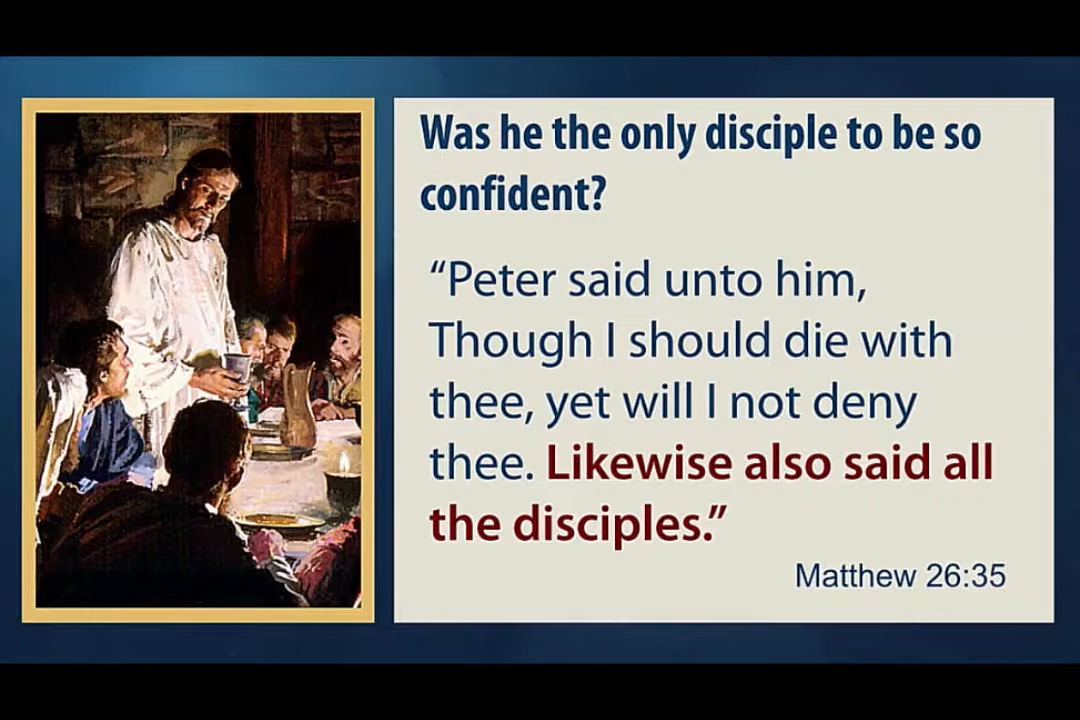 Was he the only disciple to be so
confident?
“Peter said unto him,
Though I should die with
thee, yet will I not deny
thee. Likewise also said all
the disciples.”
Matthew 26:35